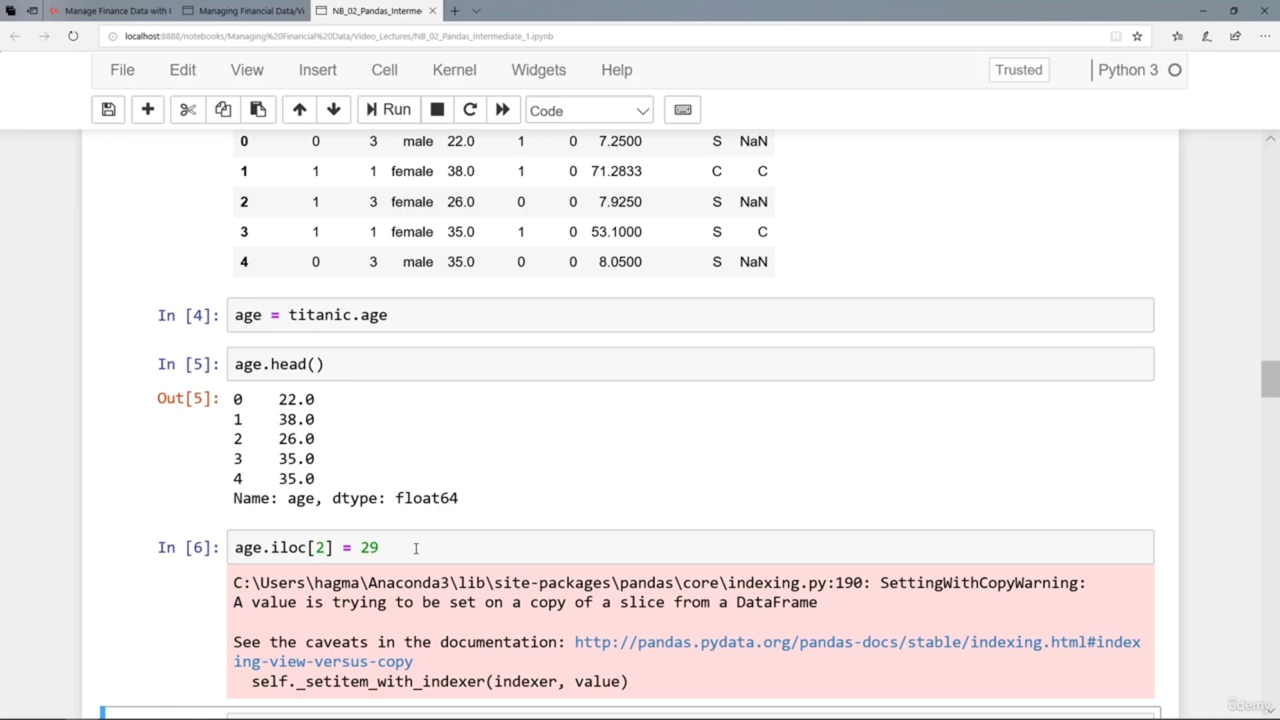 Manage Finance Data with
Managing Financial Data/Vi
NB_02_Pandas_Interme
localhost:8888/notebooks/Managing%20Financial%20Data/Video_Lectures/NB_02_Pandas_Intermediate_1.ipynb
File Edit View Insert Cell Kernel Widgets Help Trusted Python 3
Run Code
0 0 3 male 22.0 1 0 7.2500 S NaN
1 1 1 female 38.0 1 0 71.2833 C C
2 1 3 female 26.0 0 0 7.9250 S NaN
3 1 1 female 35.0 1 0 53.1000 S C
4 0 3 male 35.0 0 0 8.0500 S NaN
In [4]: age = titanic.age
In [5]: age.head()
Out[5]: 0 22.0
1 38.0
2 26.0
3 35.0
4 35.0
Name: age, dtype: float64
In [6]: age.iloc[2] = 29
C:\Users\hagma\Anaconda3\lib\site-packages\pandas\core\indexing.py:190: SettingWithCopyWarning:
A value is trying to be set on a copy of a slice from a DataFrame
See the caveats in the documentation: http://pandas.pydata.org/pandas-docs/stable/indexing.html#index
ing-view-versus-copy
self._setitem_with_indexer(indexer, value)
ûdemy